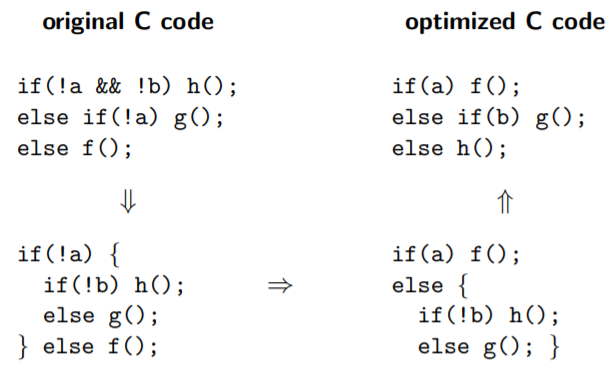 original C code
if(!a && !b) h();
else if(!a) g();
else f();
⇓
if(!a) {
  if(!b) h();
  else g();
} else f();
⇒
optimized C code
if(a) f();
else if(b) g();
else h();
⇑
if(a) f();
else {
  if(!b) h();
  else g(); }